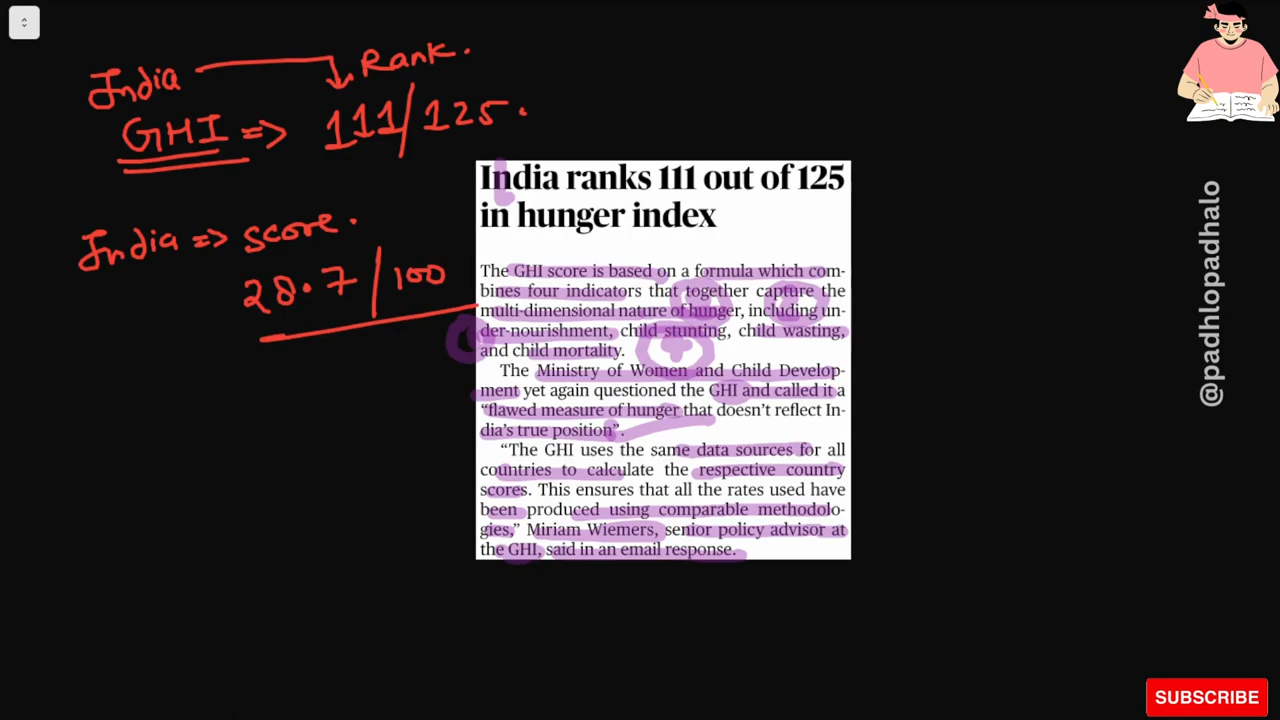 India → Rank.
GHI => 111/125.
India => score.
28.7/100
India ranks 111 out of 125
in hunger index
The GHI score is based on a formula which com-
bines four indicators that together capture the
multi-dimensional nature of hunger, including un-
der-nourishment, child stunting, child wasting,
and child mortality.
The Ministry of Women and Child Develop-
ment yet again questioned the GHI and called it a
“flawed measure of hunger that doesn’t reflect In-
dia’s true position”.
“The GHI uses the same data sources for all
countries to calculate the respective country
scores. This ensures that all the rates used have
been produced using comparable methodolo-
gies,” Miriam Wiemers, senior policy advisor at
the GHI, said in an email response.
@padhlopadhalo
SUBSCRIBE